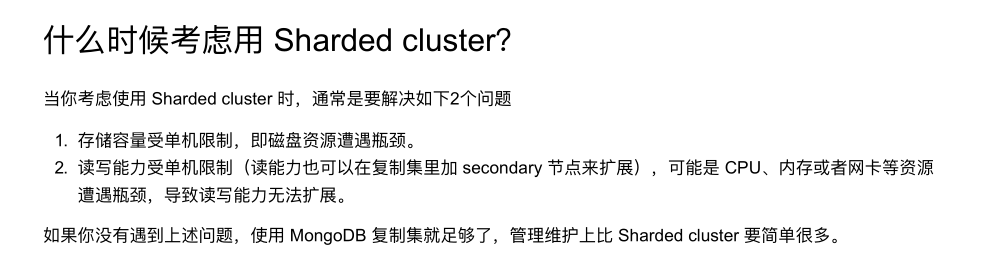 什么时候考虑用 Sharded cluster?
当你考虑使用 Sharded cluster 时，通常是要解决如下2个问题
1. 存储容量受单机限制，即磁盘资源遭遇瓶颈。
2. 读写能力受单机限制（读能力也可以在复制集里加 secondary 节点来扩展），可能是 CPU、内存或者网卡等资源
遭遇瓶颈，导致读写能力无法扩展。
如果你没有遇到上述问题，使用 MongoDB 复制集就足够了，管理维护上比 Sharded cluster 要简单很多。